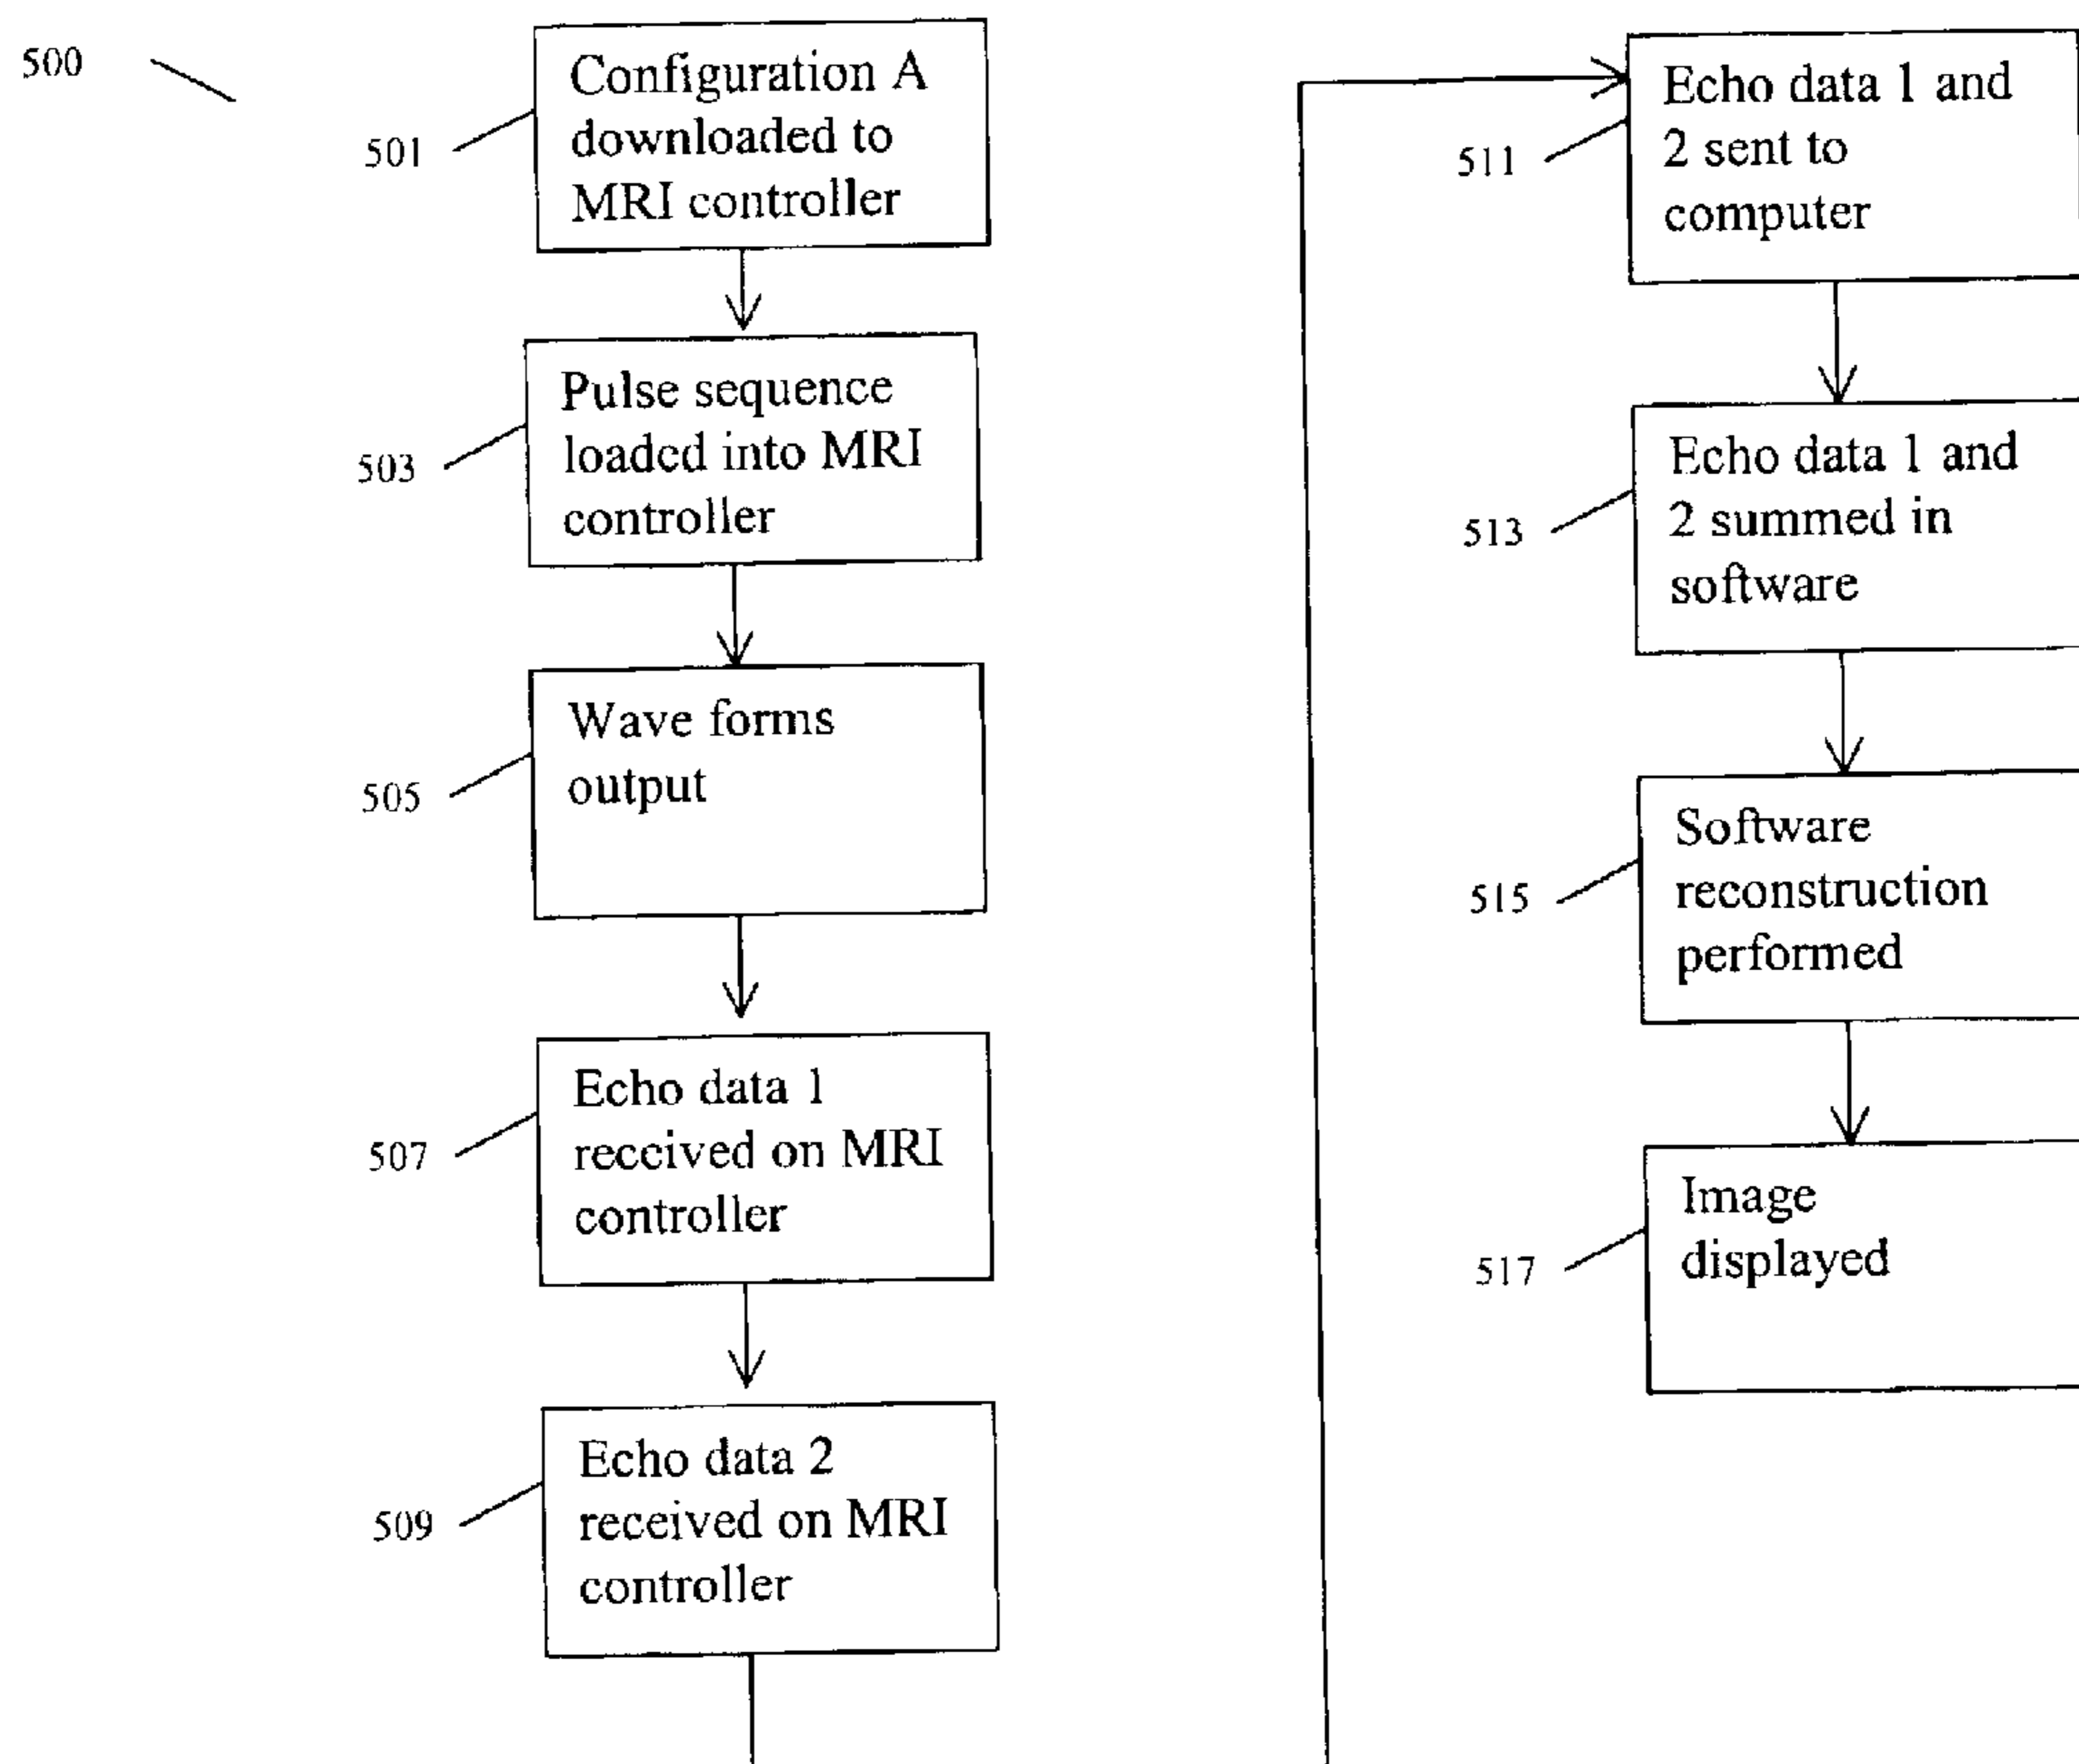 500
501
Configuration A
downloaded to
MRI controller
503
Pulse sequence
loaded into MRI
controller
505
Wave forms
output
507
Echo data 1
received on MRI
controller
509
Echo data 2
received on MRI
controller
511
Echo data 1 and
2 sent to
computer
513
Echo data 1 and
2 summed in
software
515
Software
reconstruction
performed
517
Image
displayed